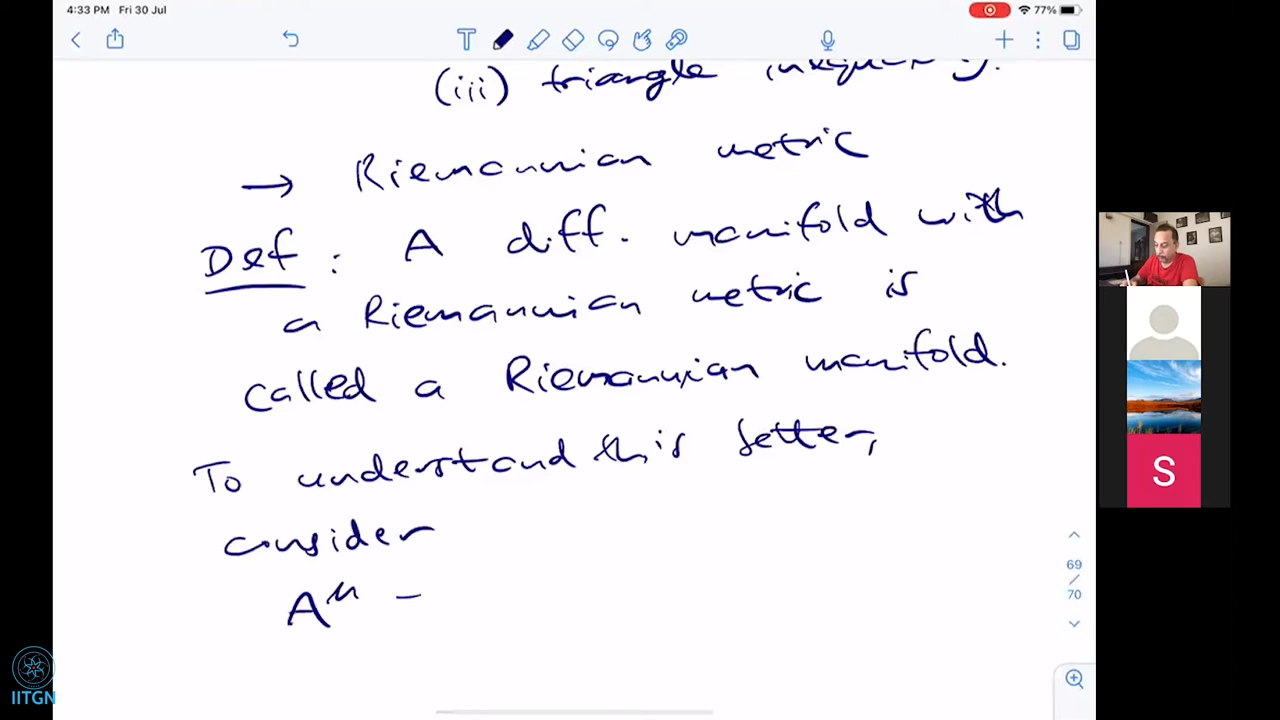 4:33 PM Fri 30 Jul
77%
(iii) triangle inequality.
→ Riemannian metric
Def : A diff. manifold with
a Riemannian metric is
called a Riemannian manifold.
To understand this better,
consider
A^μ -
69
/
70
S
IITGN